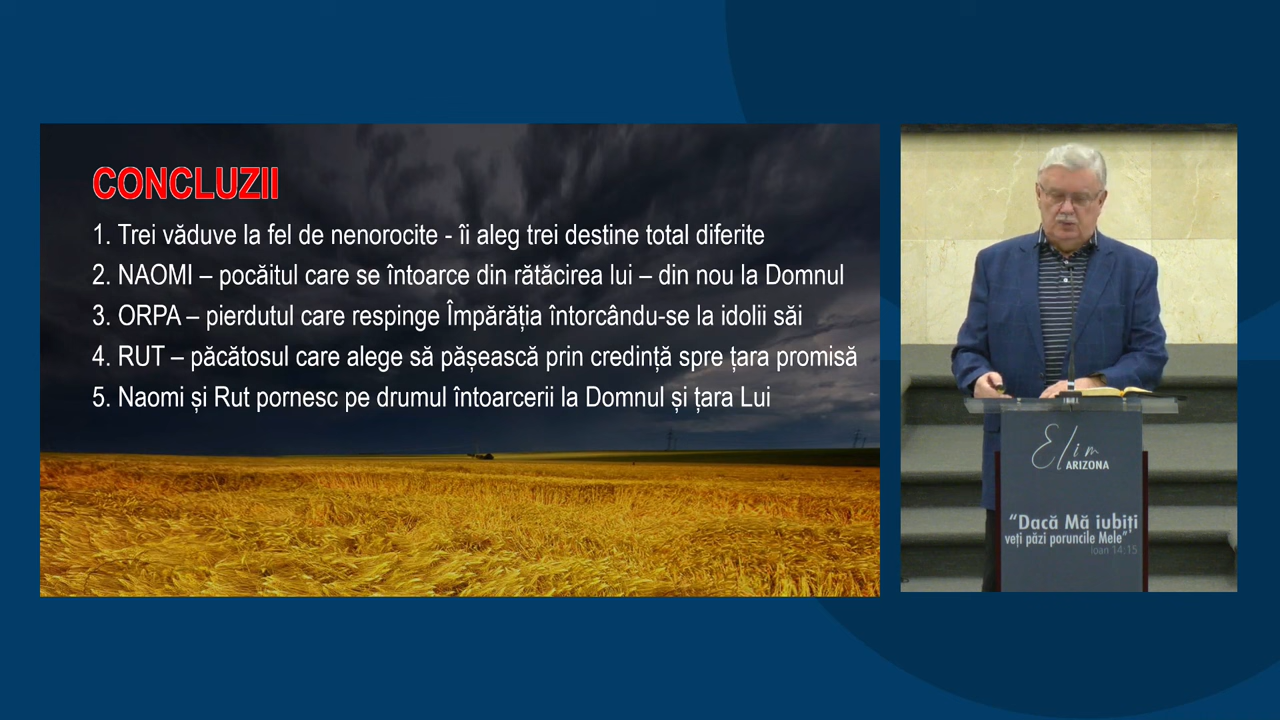 CONCLUZII
1. Trei văduve la fel de nenorocite - îi aleg trei destine total diferite
2. NAOMI – pocăitul care se întoarce din rătăcirea lui – din nou la Domnul
3. ORPA – pierdutul care respinge Împărăția întorcându-se la idolii săi
4. RUT – păcătosul care alege să pășească prin credință spre țara promisă
5. Naomi și Rut pornesc pe drumul întoarcerii la Domnul și țara Lui
Elim
ARIZONA
“Dacă Mă iubiți
veți păzi poruncile Mele”
Ioan 14:15